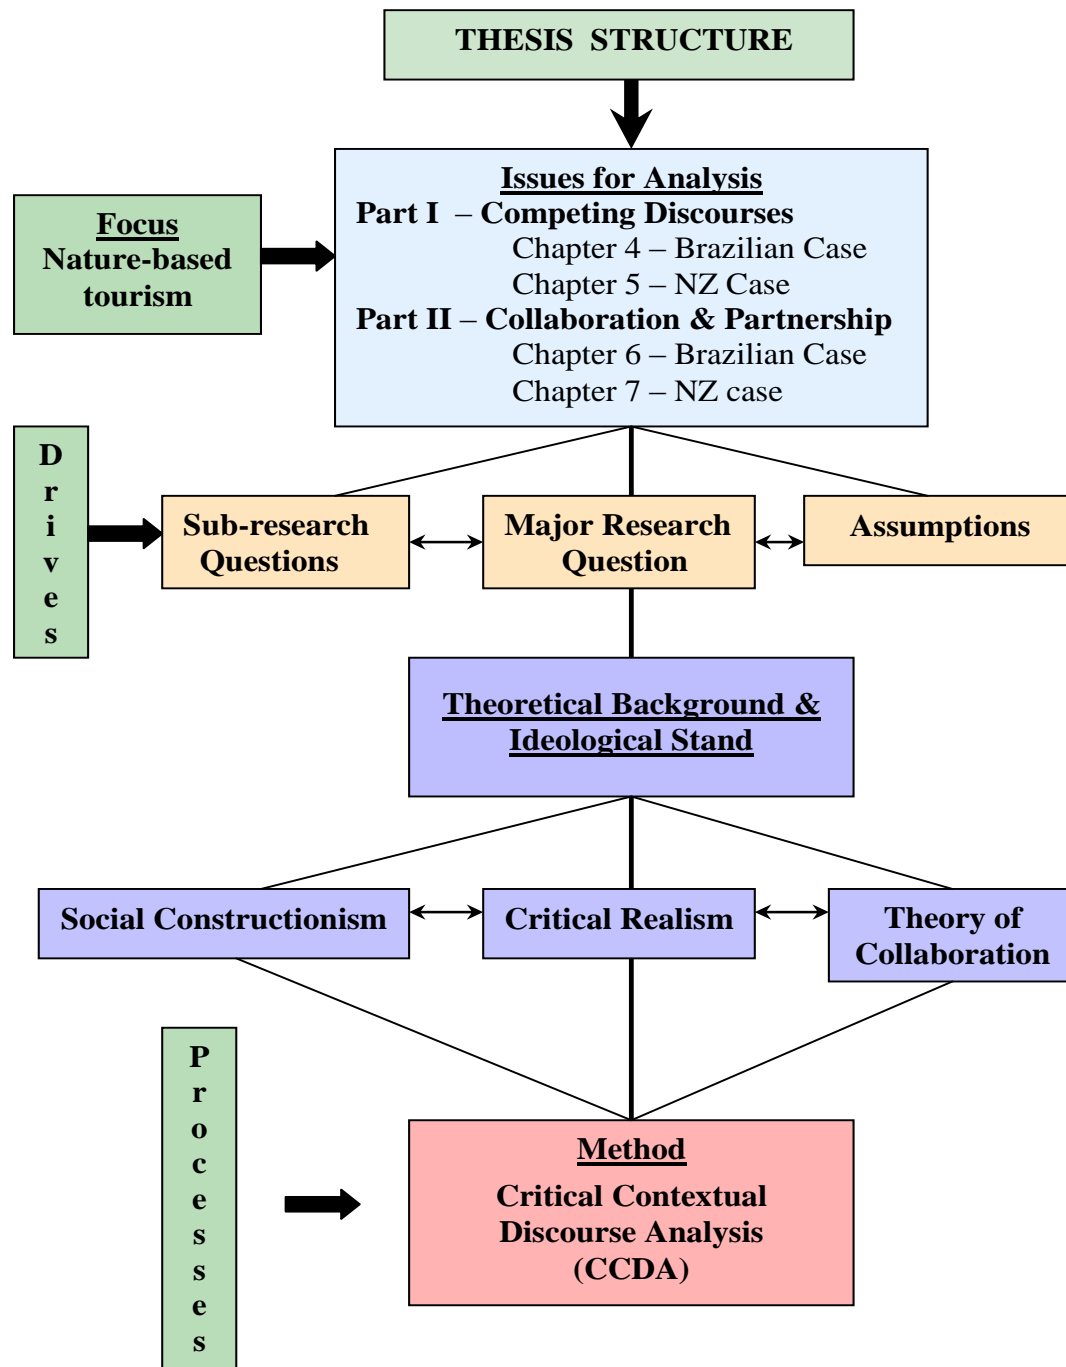 THESIS STRUCTURE
Issues for Analysis
Part I – Competing Discourses
Chapter 4 – Brazilian Case
Chapter 5 – NZ Case
Part II – Collaboration & Partnership
Chapter 6 – Brazilian Case
Chapter 7 – NZ case
Focus
Nature-based
tourism
D
r
i
v
e
s
Sub-research
Questions
Major Research
Question
Assumptions
Theoretical Background &
Ideological Stand
Social Constructionism
Critical Realism
Theory of
Collaboration
P
r
o
c
e
s
s
e
s
Method
Critical Contextual
Discourse Analysis
(CCDA)